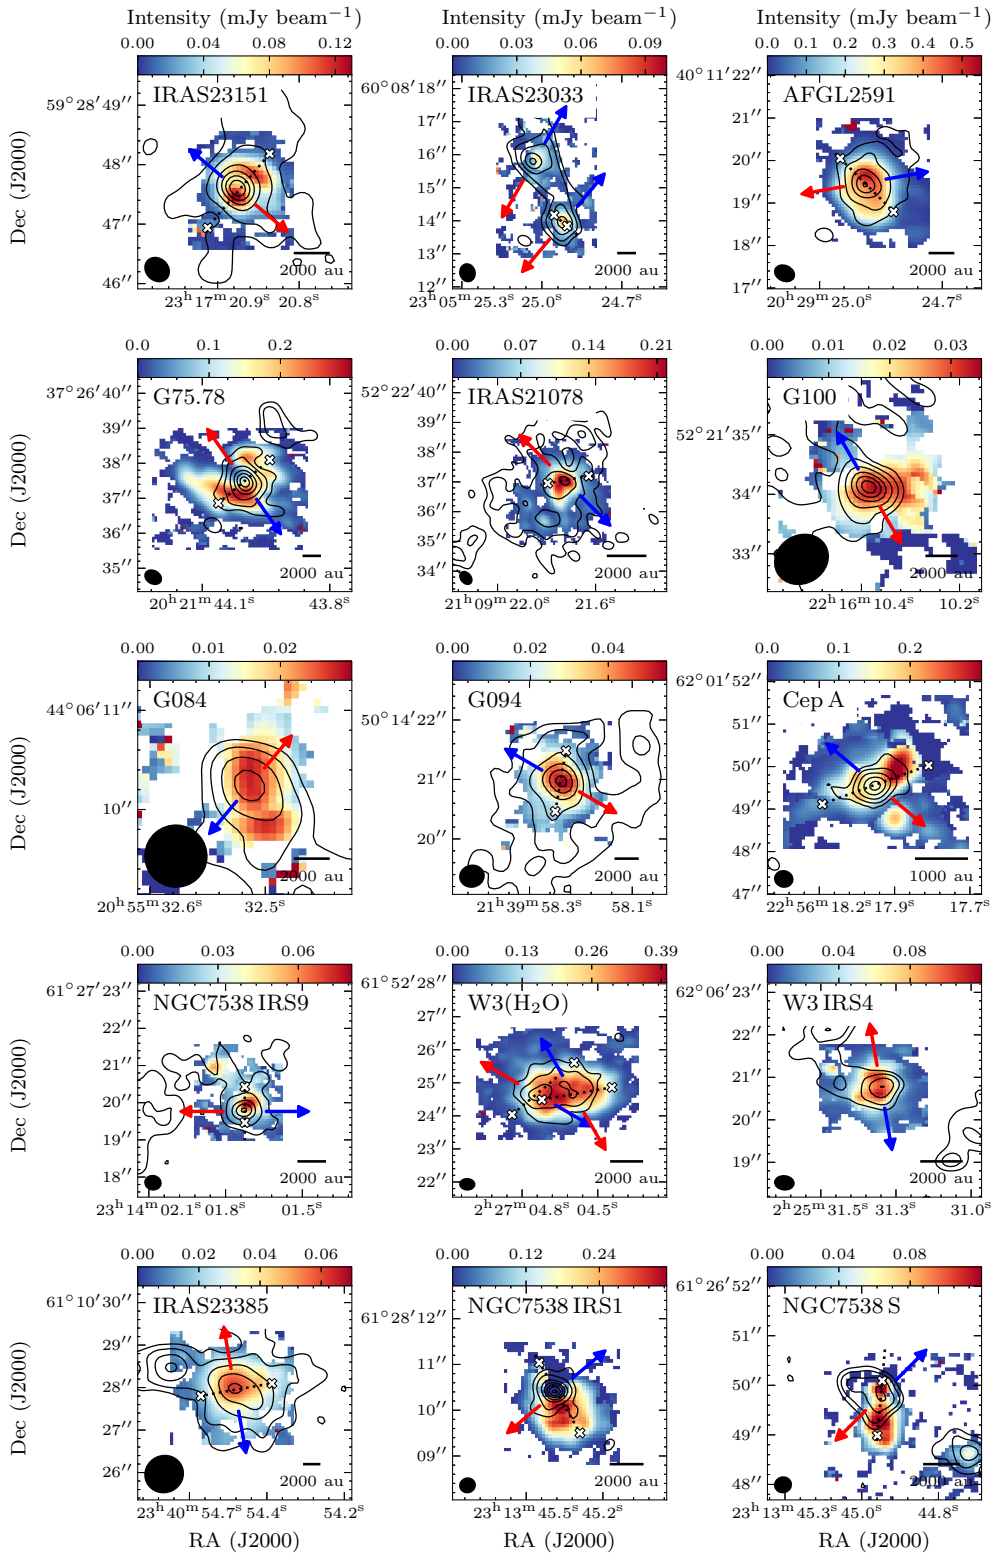 Intensity (mJy beam⁻¹) Intensity (mJy beam⁻¹) Intensity (mJy beam⁻¹)
0.00 0.04 0.08 0.12 0.00 0.03 0.06 0.09 0.0 0.1 0.2 0.3 0.4 0.5
IRAS23151 IRAS23033 AFGL2591
Dec (J2000)
59°28′49″ 48″ 47″ 46″
2000 au
23ʰ17ᵐ20.9ˢ 20.8ˢ
60°08′18″ 17″ 16″ 15″ 14″ 13″ 12″
2000 au
23ʰ05ᵐ25.3ˢ 25.0ˢ 24.7ˢ
40°11′22″ 21″ 20″ 19″ 18″ 17″
2000 au
20ʰ29ᵐ25.0ˢ 24.7ˢ
0.0 0.1 0.2 0.00 0.07 0.14 0.21 0.00 0.01 0.02 0.03
G75.78 IRAS21078 G100
Dec (J2000)
37°26′40″ 39″ 38″ 37″ 36″ 35″
2000 au
20ʰ21ᵐ44.1ˢ 43.8ˢ
52°22′40″ 39″ 38″ 37″ 36″ 35″ 34″
2000 au
21ʰ09ᵐ22.0ˢ 21.6ˢ
52°21′35″ 34″ 33″
2000 au
22ʰ16ᵐ10.4ˢ 10.2ˢ
0.00 0.01 0.02 0.00 0.02 0.04 0.0 0.1 0.2
G084 G094 Cep A
Dec (J2000)
44°06′11″ 10″
2000 au
20ʰ55ᵐ32.6ˢ 32.5ˢ
50°14′22″ 21″ 20″
2000 au
21ʰ39ᵐ58.3ˢ 58.1ˢ
62°01′52″ 51″ 50″ 49″ 48″ 47″
1000 au
22ʰ56ᵐ18.2ˢ 17.9ˢ 17.7ˢ
0.00 0.03 0.06 0.00 0.13 0.26 0.39 0.00 0.04 0.08
NGC7538 IRS9 W3(H₂O) W3 IRS4
Dec (J2000)
61°27′23″ 22″ 21″ 20″ 19″ 18″
2000 au
23ʰ14ᵐ02.1ˢ 01.8ˢ 01.5ˢ
61°52′28″ 27″ 26″ 25″ 24″ 23″ 22″
2000 au
2ʰ27ᵐ04.8ˢ 04.5ˢ
62°06′23″ 22″ 21″ 20″ 19″
2000 au
2ʰ25ᵐ31.5ˢ 31.3ˢ 31.0ˢ
0.00 0.02 0.04 0.06 0.00 0.12 0.24 0.00 0.04 0.08
IRAS23385 NGC7538 IRS1 NGC7538 S
Dec (J2000)
61°10′30″ 29″ 28″ 27″ 26″
2000 au
23ʰ40ᵐ54.7ˢ 54.4ˢ 54.2ˢ
61°28′12″ 11″ 10″ 09″
2000 au
23ʰ13ᵐ45.5ˢ 45.2ˢ
61°26′52″ 51″ 50″ 49″ 48″
2000 au
23ʰ13ᵐ45.3ˢ 45.0ˢ 44.8ˢ
RA (J2000) RA (J2000) RA (J2000)